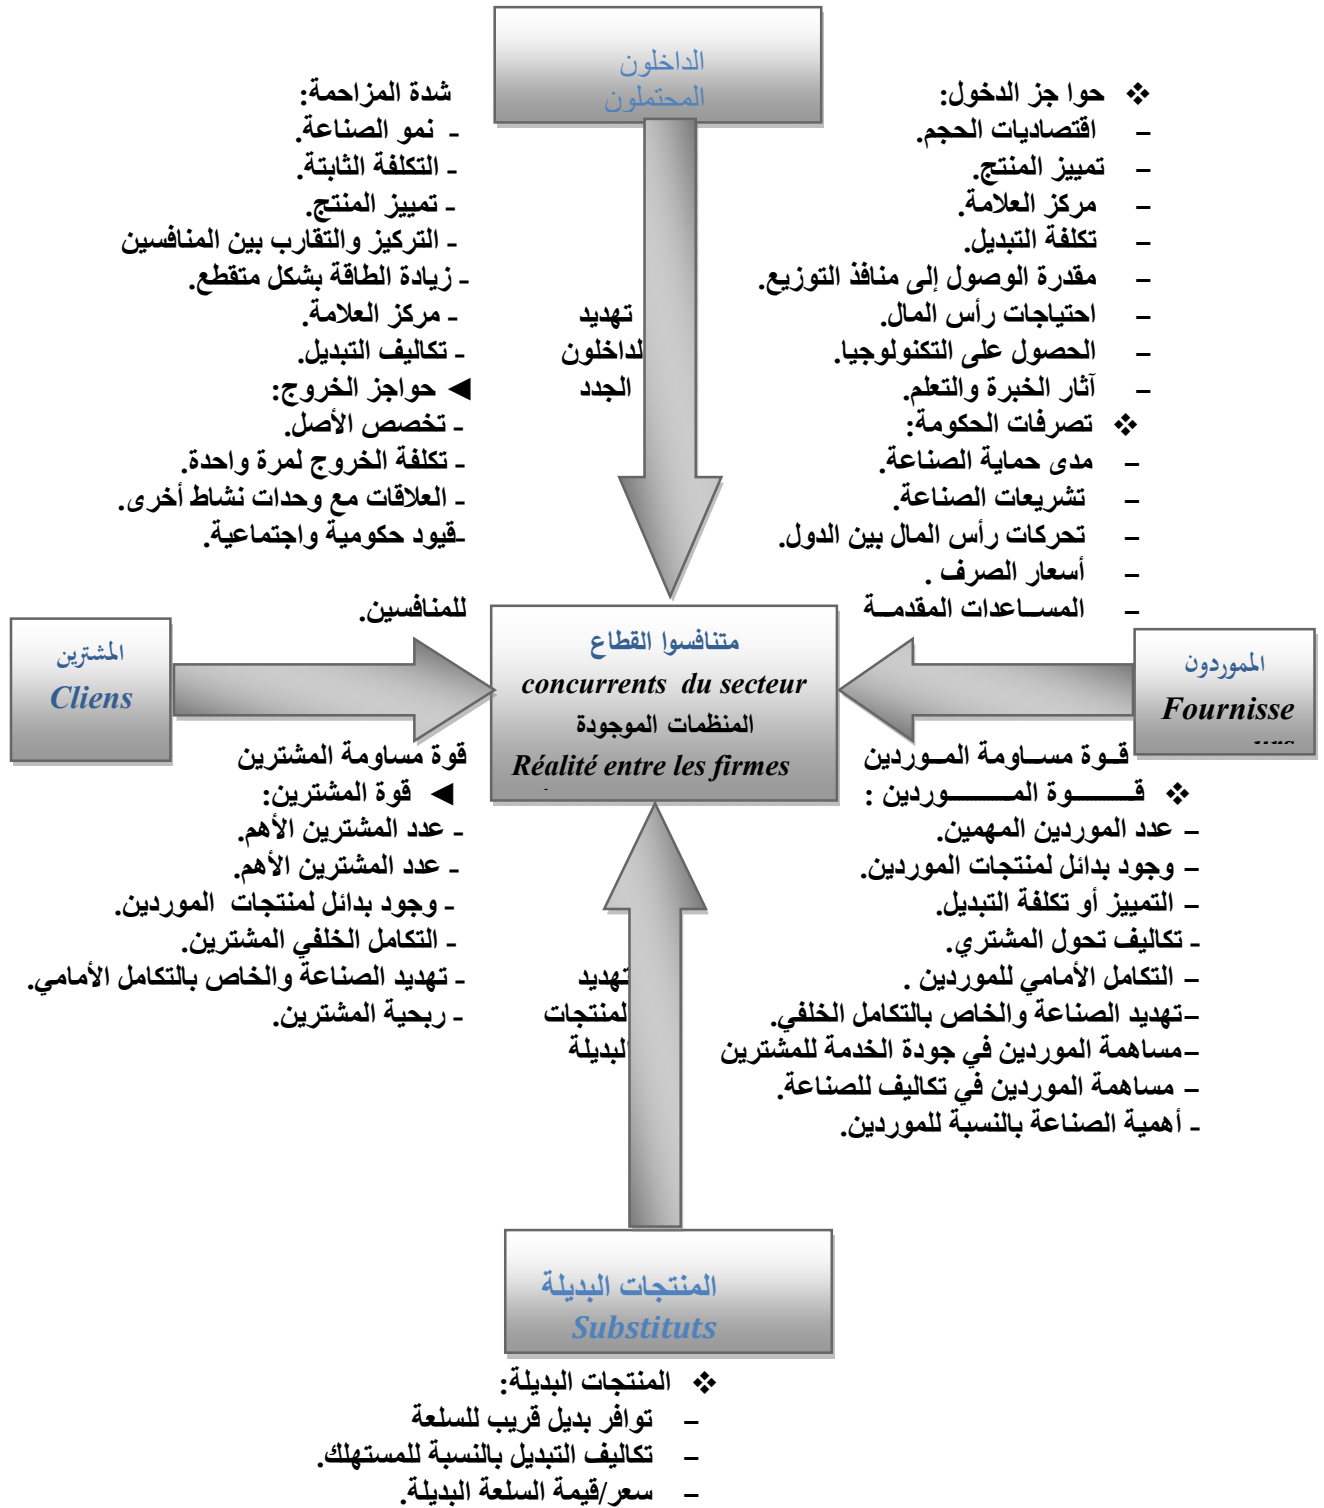 الداخلون
المحتملون
❖ حوا جز الدخول:
– اقتصاديات الحجم.
– تمييز المنتج.
– مركز العلامة.
– تكلفة التبديل.
– مقدرة الوصول إلى منافذ التوزيع.
– احتياجات رأس المال.
– الحصول على التكنولوجيا.
– آثار الخبرة والتعلم.
❖ تصرفات الحكومة:
– مدى حماية الصناعة.
– تشريعات الصناعة.
– تحركات رأس المال بين الدول.
– أسعار الصرف .
– المســاعدات المقدمــة
للمنافسين.
شدة المزاحمة:
- نمو الصناعة.
- التكلفة الثابتة.
- تمييز المنتج.
- التركيز والتقارب بين المنافسين
- زيادة الطاقة بشكل متقطع.
- مركز العلامة.
- تكاليف التبديل.
◄ حواجز الخروج:
- تخصص الأصل.
- تكلفة الخروج لمرة واحدة.
- العلاقات مع وحدات نشاط أخرى.
-قيود حكومية واجتماعية.
تهديد
لداخلون
الجدد
المموردون
Fournisse
متنافسوا القطاع
concurrents du secteur
المنظمات الموجودة
Réalité entre les firmes
المشترين
Cliens
قــوة مســاومة المــوردين
❖ قـــــــوة المـــــــــوردين :
– عدد الموردين المهمين.
– وجود بدائل لمنتجات الموردين.
– التمييز أو تكلفة التبديل.
- تكاليف تحول المشتري.
– التكامل الأمامي للموردين .
–تهديد الصناعة والخاص بالتكامل الخلفي.
–مساهمة الموردين في جودة الخدمة للمشترين
– مساهمة الموردين في تكاليف للصناعة.
- أهمية الصناعة بالنسبة للموردين.
قوة مساومة المشترين
◄ قوة المشترين:
- عدد المشترين الأهم.
- عدد المشترين الأهم.
- وجود بدائل لمنتجات الموردين.
- التكامل الخلفي المشترين.
- تهديد الصناعة والخاص بالتكامل الأمامي.
- ربحية المشترين.
تهديد
لمنتجات
لبديلة
المنتجات البديلة
Substituts
❖ المنتجات البديلة:
– توافر بديل قريب للسلعة
– تكاليف التبديل بالنسبة للمستهلك.
– سعر/قيمة السلعة البديلة.